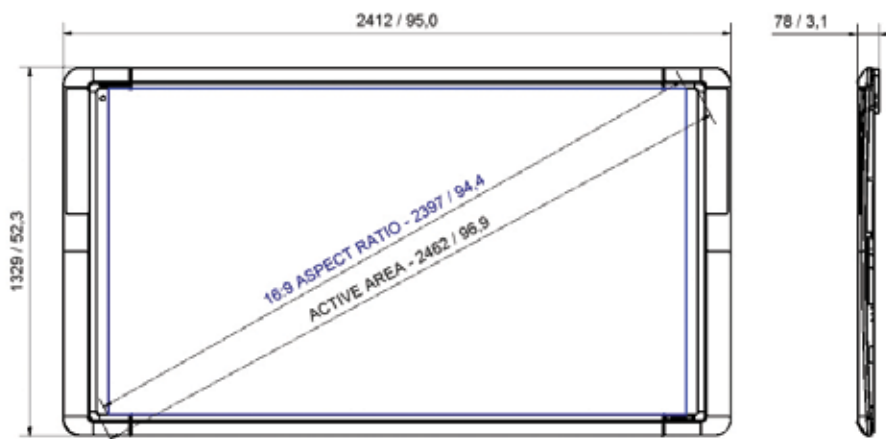 2412 / 95,0
78 / 3,1
1329 / 52,3
16:9 ASPECT RATIO - 2397 / 94,4
ACTIVE AREA - 2462 / 96,9